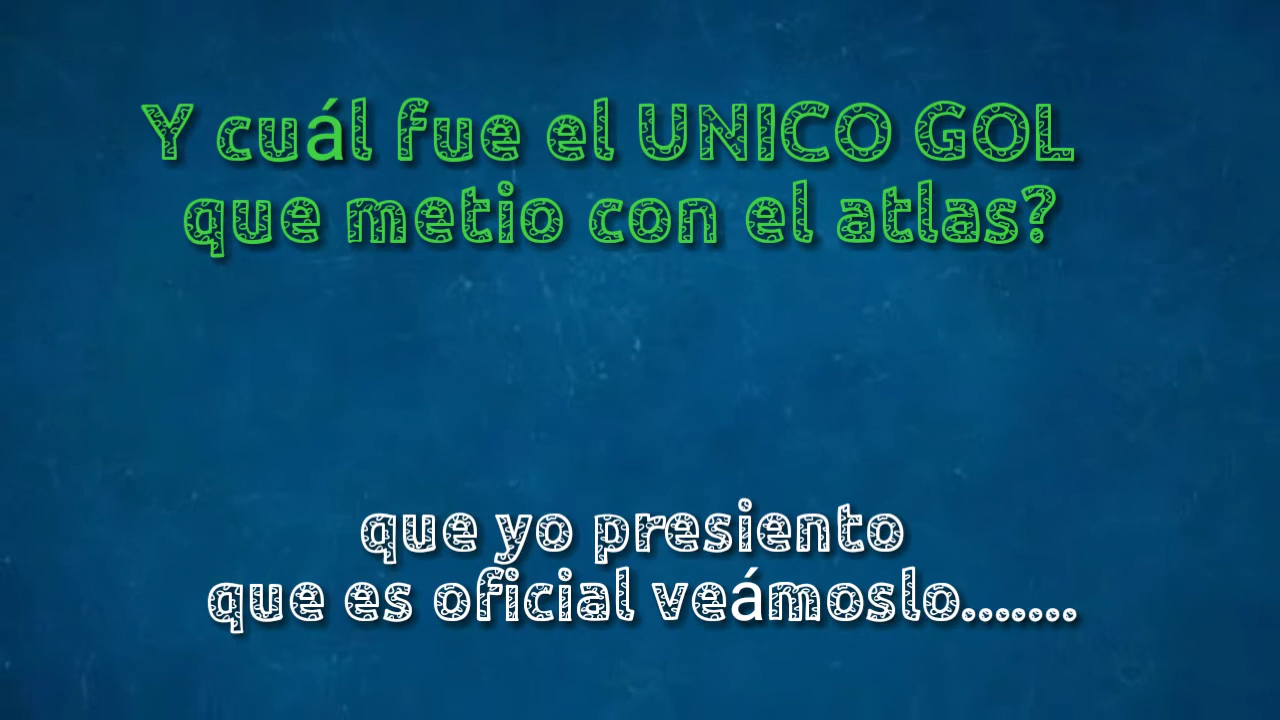 Y cuál fue el UNICO GOL
que metio con el atlas?
que yo presiento
que es oficial veámoslo.......